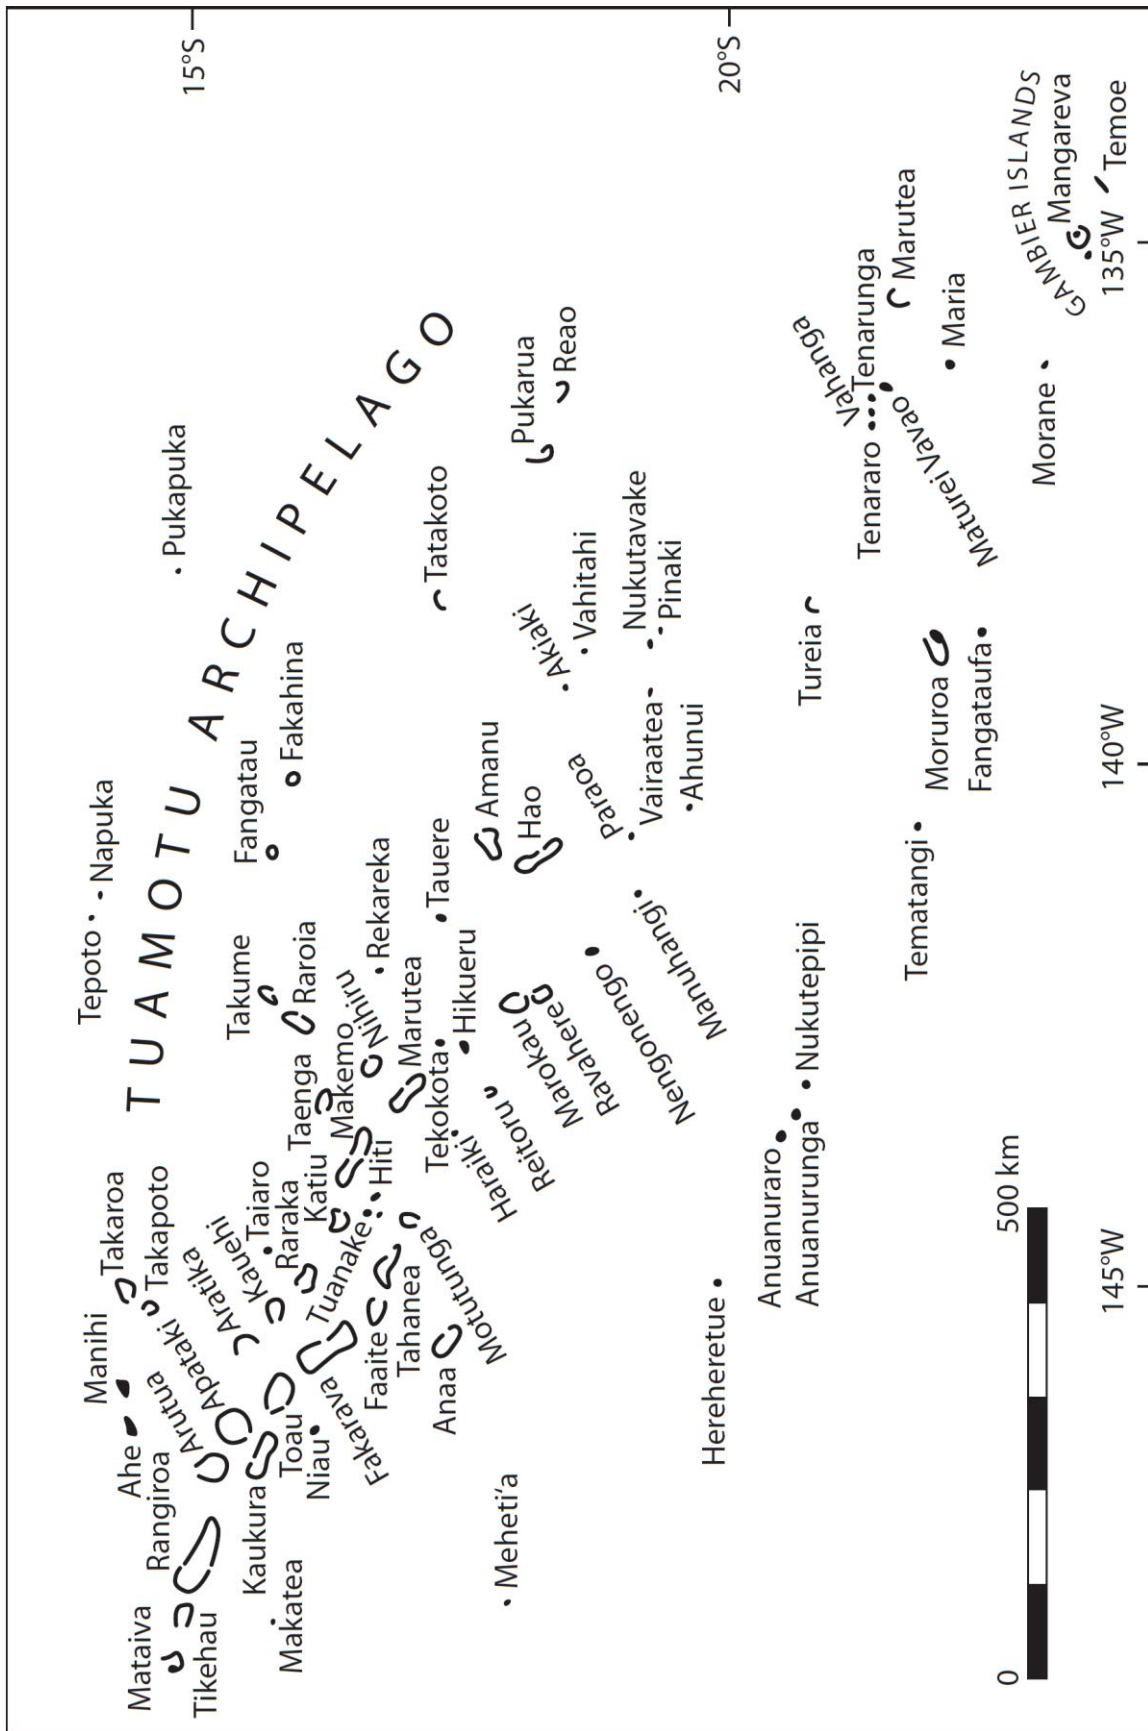 15°S
20°S
TUAMOTU ARCHIPELAGO
Tepoto
Napuka
Pukapuka
Mataiva
Tikehau
Rangiroa
Ahe
Manihi
Takaroa
Takapoto
Arutua
Apataki
Aratika
Kauehi
Taiaro
Raraka
Katiu
Taenga
Makemo
Nihiru
Takume
Raroia
Fangatau
Fakahina
Rekareka
Makatea
Kaukura
Toau
Niau
Fakarava
Tuanake
Hiti
Faaite
Tahanea
Motutunga
Anaa
Marutea
Tekokota
Hikueru
Tauere
Haraiki
Reitoru
Marokau
Ravahere
Nengonengo
Manuhangi
Amanu
Hao
Paraoa
Akiaki
Vahitahi
Nukutavake
Pinaki
Vairaatea
Ahunui
Tatakoto
Pukarua
Reao
Meheti'a
Hereheretue
Anuanuraro
Anuanurunga
Nukutepipi
Tematangi
Tureia
Moruroa
Fangataufa
Tenararo
Vahanga
Tenarunga
Maturei Vavao
Marutea
Maria
Morane
GAMBIER ISLANDS
Mangareva
Temoe
0
500 km
145°W
140°W
135°W